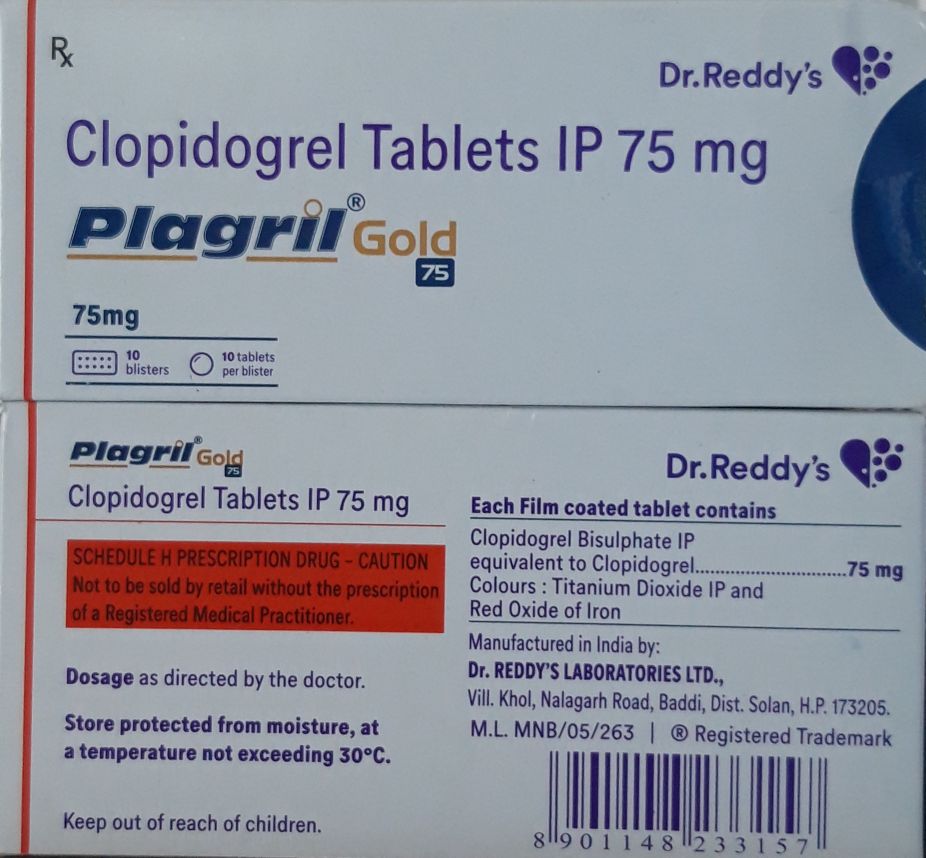 Rx
Dr.Reddy's
Clopidogrel Tablets IP 75 mg
Plagril® Gold
75
75mg
10 blisters
10 tablets per blister
Plagril® Gold
75
Clopidogrel Tablets IP 75 mg
SCHEDULE H PRESCRIPTION DRUG – CAUTION
Not to be sold by retail without the prescription
of a Registered Medical Practitioner.
Dosage as directed by the doctor.
Store protected from moisture, at
a temperature not exceeding 30°C.
Keep out of reach of children.
Dr.Reddy's
Each Film coated tablet contains
Clopidogrel Bisulphate IP
equivalent to Clopidogrel..............................75 mg
Colours : Titanium Dioxide IP and
Red Oxide of Iron
Manufactured in India by:
Dr. REDDY'S LABORATORIES LTD.,
Vill. Khol, Nalagarh Road, Baddi, Dist. Solan, H.P. 173205.
M.L. MNB/05/263 | ® Registered Trademark
8 901148 233157